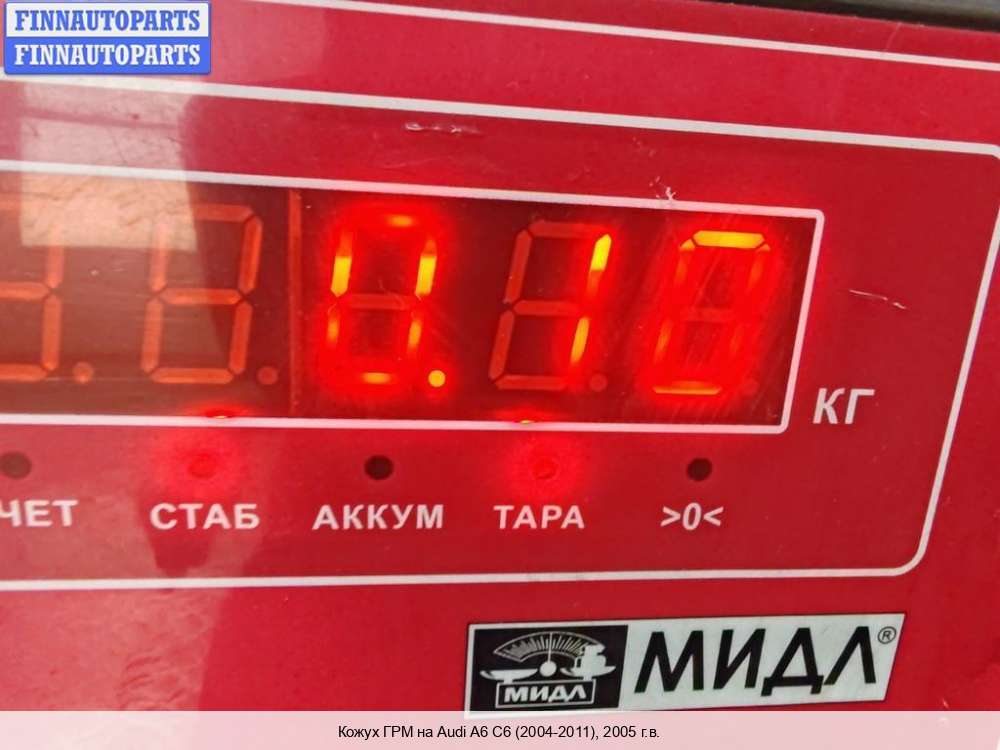 FINNAUTOPARTS
FINNAUTOPARTS
0.10
КГ
ЧЕТ СТАБ АККУМ ТАРА >0<
МИДЛ МИДЛ®
Кожух ГРМ на Audi A6 C6 (2004-2011), 2005 г.в.